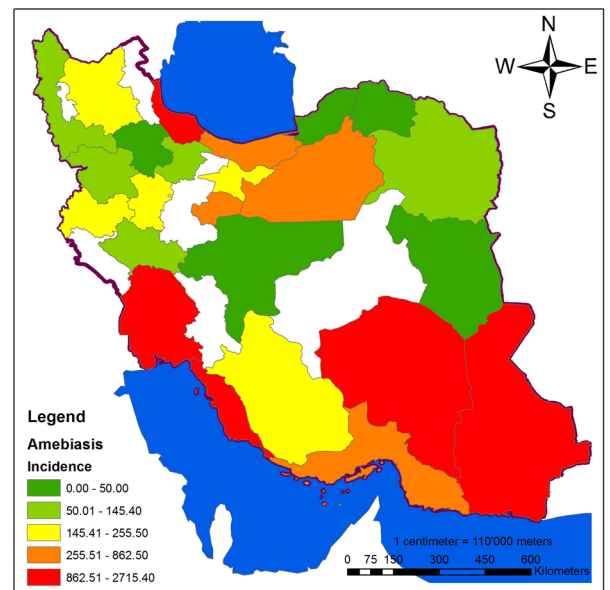 N
W E
S
Legend
Amebiasis
Incidence
0.00 - 50.00
50.01 - 145.40
145.41 - 255.50
255.51 - 862.50
862.51 - 2715.40
1 centimeter = 110'000 meters
0 75 150 300 450 600
Kilometers